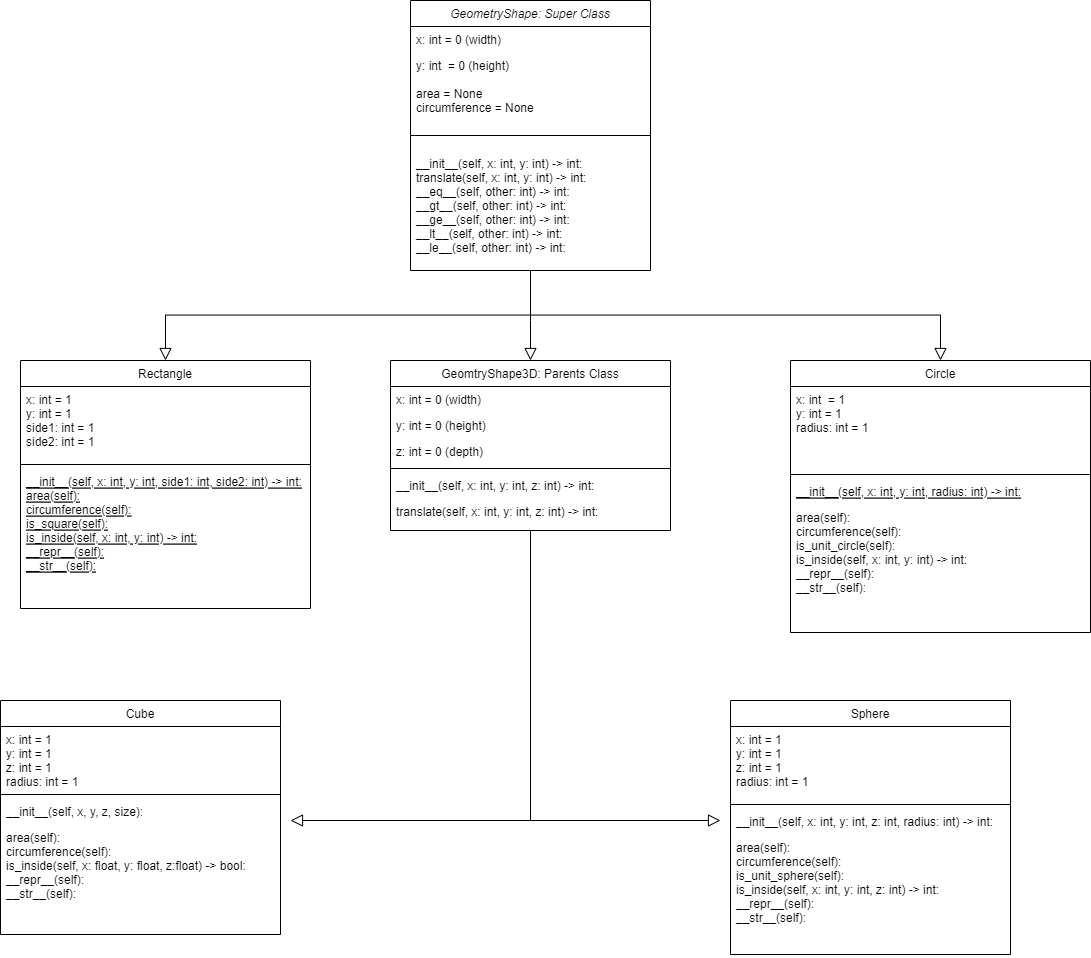 GeometryShape: Super Class
x: int = 0 (width)
y: int  = 0 (height)
area = None
circumference = None
__init__(self, x: int, y: int) -> int:
translate(self, x: int, y: int) -> int:
__eq__(self, other: int) -> int:
__gt__(self, other: int) -> int:
__ge__(self, other: int) -> int:
__lt__(self, other: int) -> int:
__le__(self, other: int) -> int:
Rectangle
x: int = 1
y: int = 1
side1: int = 1
side2: int = 1
__init__(self, x: int, y: int, side1: int, side2: int) -> int:
area(self):
circumference(self):
is_square(self):
is_inside(self, x: int, y: int) -> int:
__repr__(self):
__str__(self):
GeomtryShape3D: Parents Class
x: int = 0 (width)
y: int = 0 (height)
z: int = 0 (depth)
__init__(self, x: int, y: int, z: int) -> int:
translate(self, x: int, y: int, z: int) -> int:
Circle
x: int  = 1
y: int = 1
radius: int = 1
__init__(self, x: int, y: int, radius: int) -> int:
area(self):
circumference(self):
is_unit_circle(self):
is_inside(self, x: int, y: int) -> int:
__repr__(self):
__str__(self):
Cube
x: int = 1
y: int = 1
z: int = 1
radius: int = 1
__init__(self, x, y, z, size):
area(self):
circumference(self):
is_inside(self, x: float, y: float, z:float) -> bool:
__repr__(self):
__str__(self):
Sphere
x: int = 1
y: int = 1
z: int = 1
radius: int = 1
__init__(self, x: int, y: int, z: int, radius: int) -> int:
area(self):
circumference(self):
is_unit_sphere(self):
is_inside(self, x: int, y: int, z: int) -> int:
__repr__(self):
__str__(self):